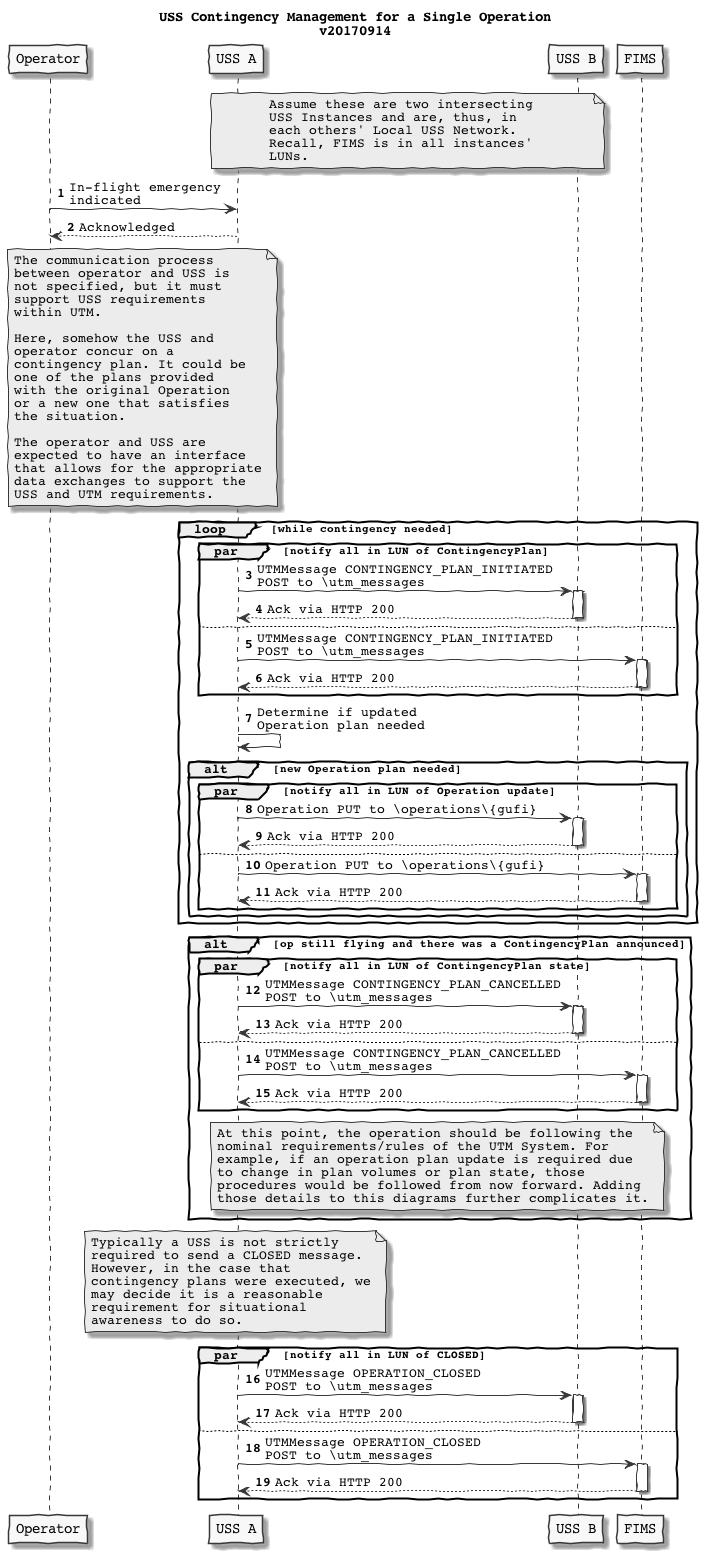 USS Contingency Management for a Single Operation
v20170914
Operator
USS A
USS B
FIMS
Assume these are two intersecting
USS Instances and are, thus, in
each others' Local USS Network.
Recall, FIMS is in all instances'
LUNs.
1 In-flight emergency
indicated
2 Acknowledged
The communication process
between operator and USS is
not specified, but it must
support USS requirements
within UTM.
Here, somehow the USS and
operator concur on a
contingency plan. It could be
one of the plans provided
with the original Operation
or a new one that satisfies
the situation.
The operator and USS are
expected to have an interface
that allows for the appropriate
data exchanges to support the
USS and UTM requirements.
loop [while contingency needed]
par [notify all in LUN of ContingencyPlan]
3 UTMMessage CONTINGENCY_PLAN_INITIATED
POST to \utm_messages
4 Ack via HTTP 200
5 UTMMessage CONTINGENCY_PLAN_INITIATED
POST to \utm_messages
6 Ack via HTTP 200
7 Determine if updated
Operation plan needed
alt [new Operation plan needed]
par [notify all in LUN of Operation update]
8 Operation PUT to \operations\{gufi}
9 Ack via HTTP 200
10 Operation PUT to \operations\{gufi}
11 Ack via HTTP 200
alt [op still flying and there was a ContingencyPlan announced]
par [notify all in LUN of ContingencyPlan state]
12 UTMMessage CONTINGENCY_PLAN_CANCELLED
POST to \utm_messages
13 Ack via HTTP 200
14 UTMMessage CONTINGENCY_PLAN_CANCELLED
POST to \utm_messages
15 Ack via HTTP 200
At this point, the operation should be following the
nominal requirements/rules of the UTM System. For
example, if an operation plan update is required due
to change in plan volumes or plan state, those
procedures would be followed from now forward. Adding
those details to this diagrams further complicates it.
Typically a USS is not strictly
required to send a CLOSED message.
However, in the case that
contingency plans were executed, we
may decide it is a reasonable
requirement for situational
awareness to do so.
par [notify all in LUN of CLOSED]
16 UTMMessage OPERATION_CLOSED
POST to \utm_messages
17 Ack via HTTP 200
18 UTMMessage OPERATION_CLOSED
POST to \utm_messages
19 Ack via HTTP 200
Operator
USS A
USS B
FIMS